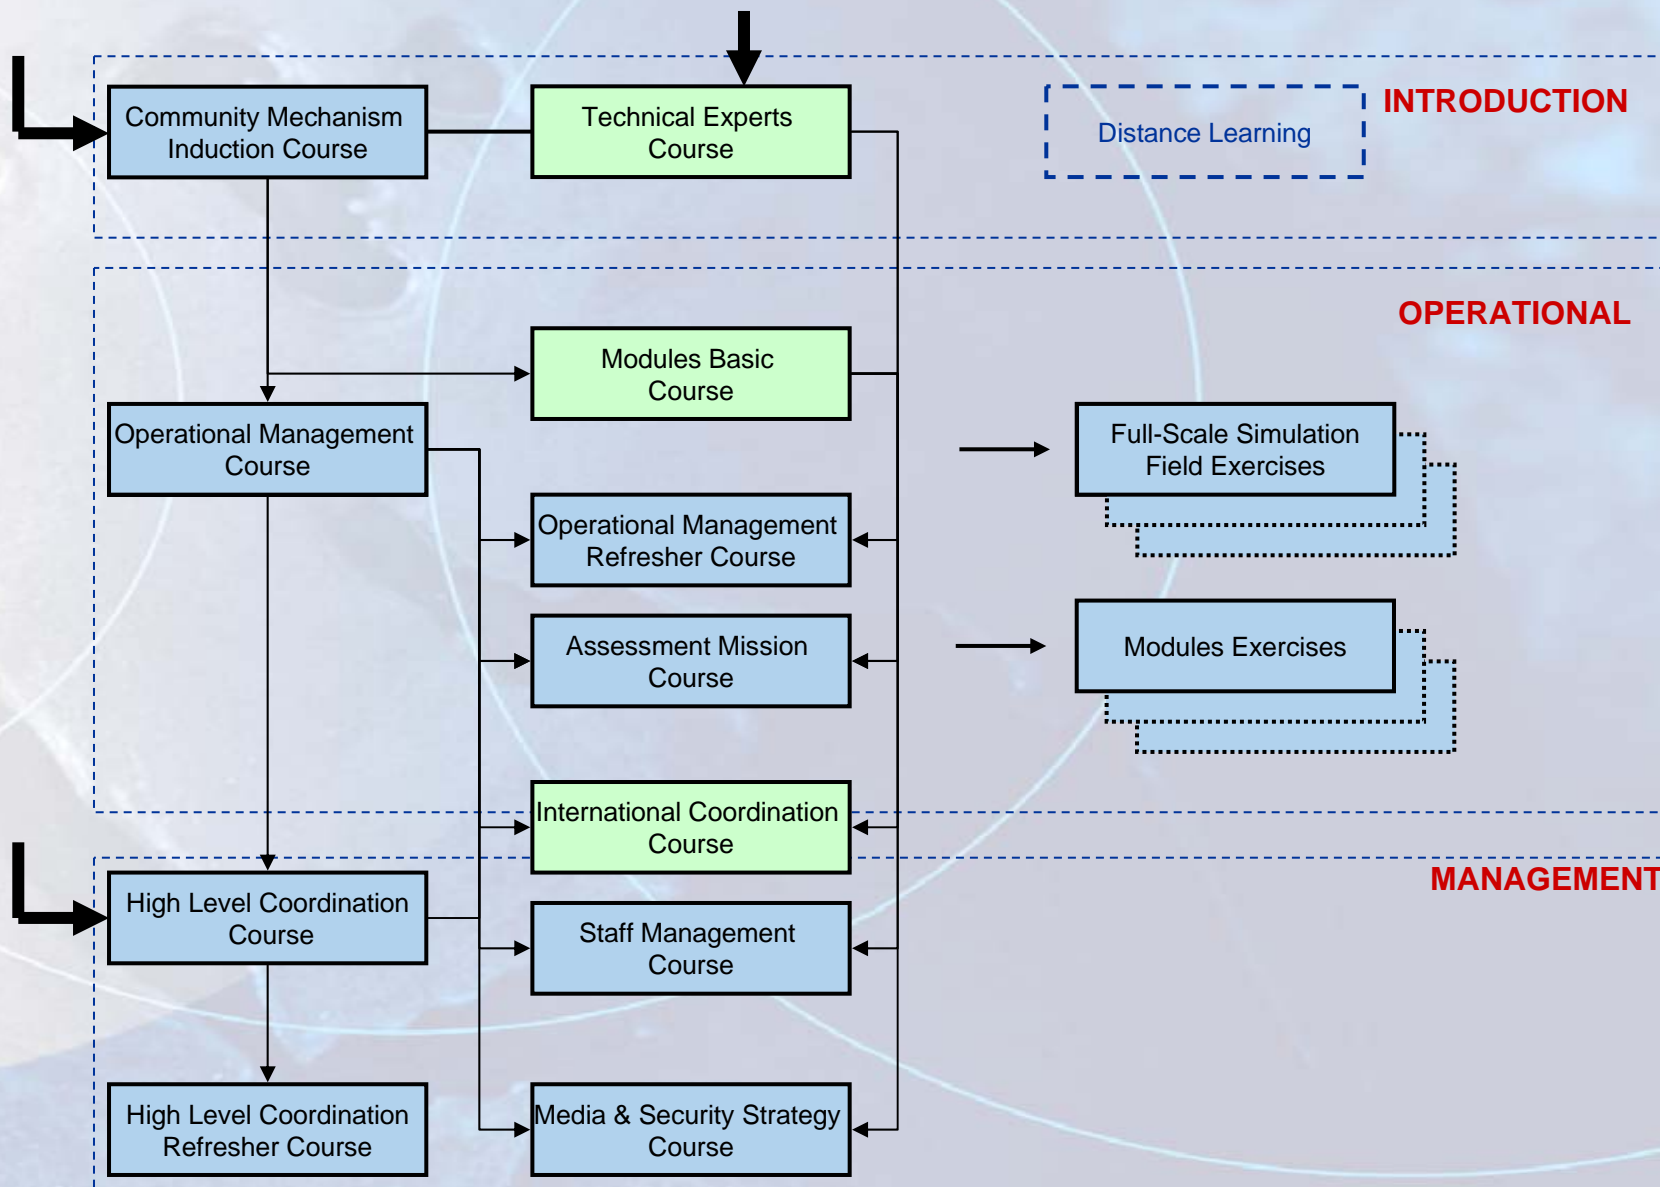 INTRODUCTION
Community Mechanism
Induction Course
Technical Experts
Course
Distance Learning
OPERATIONAL
Modules Basic
Course
Operational Management
Course
Full-Scale Simulation
Field Exercises
Operational Management
Refresher Course
Assessment Mission
Course
Modules Exercises
International Coordination
Course
MANAGEMENT
High Level Coordination
Course
Staff Management
Course
High Level Coordination
Refresher Course
Media & Security Strategy
Course